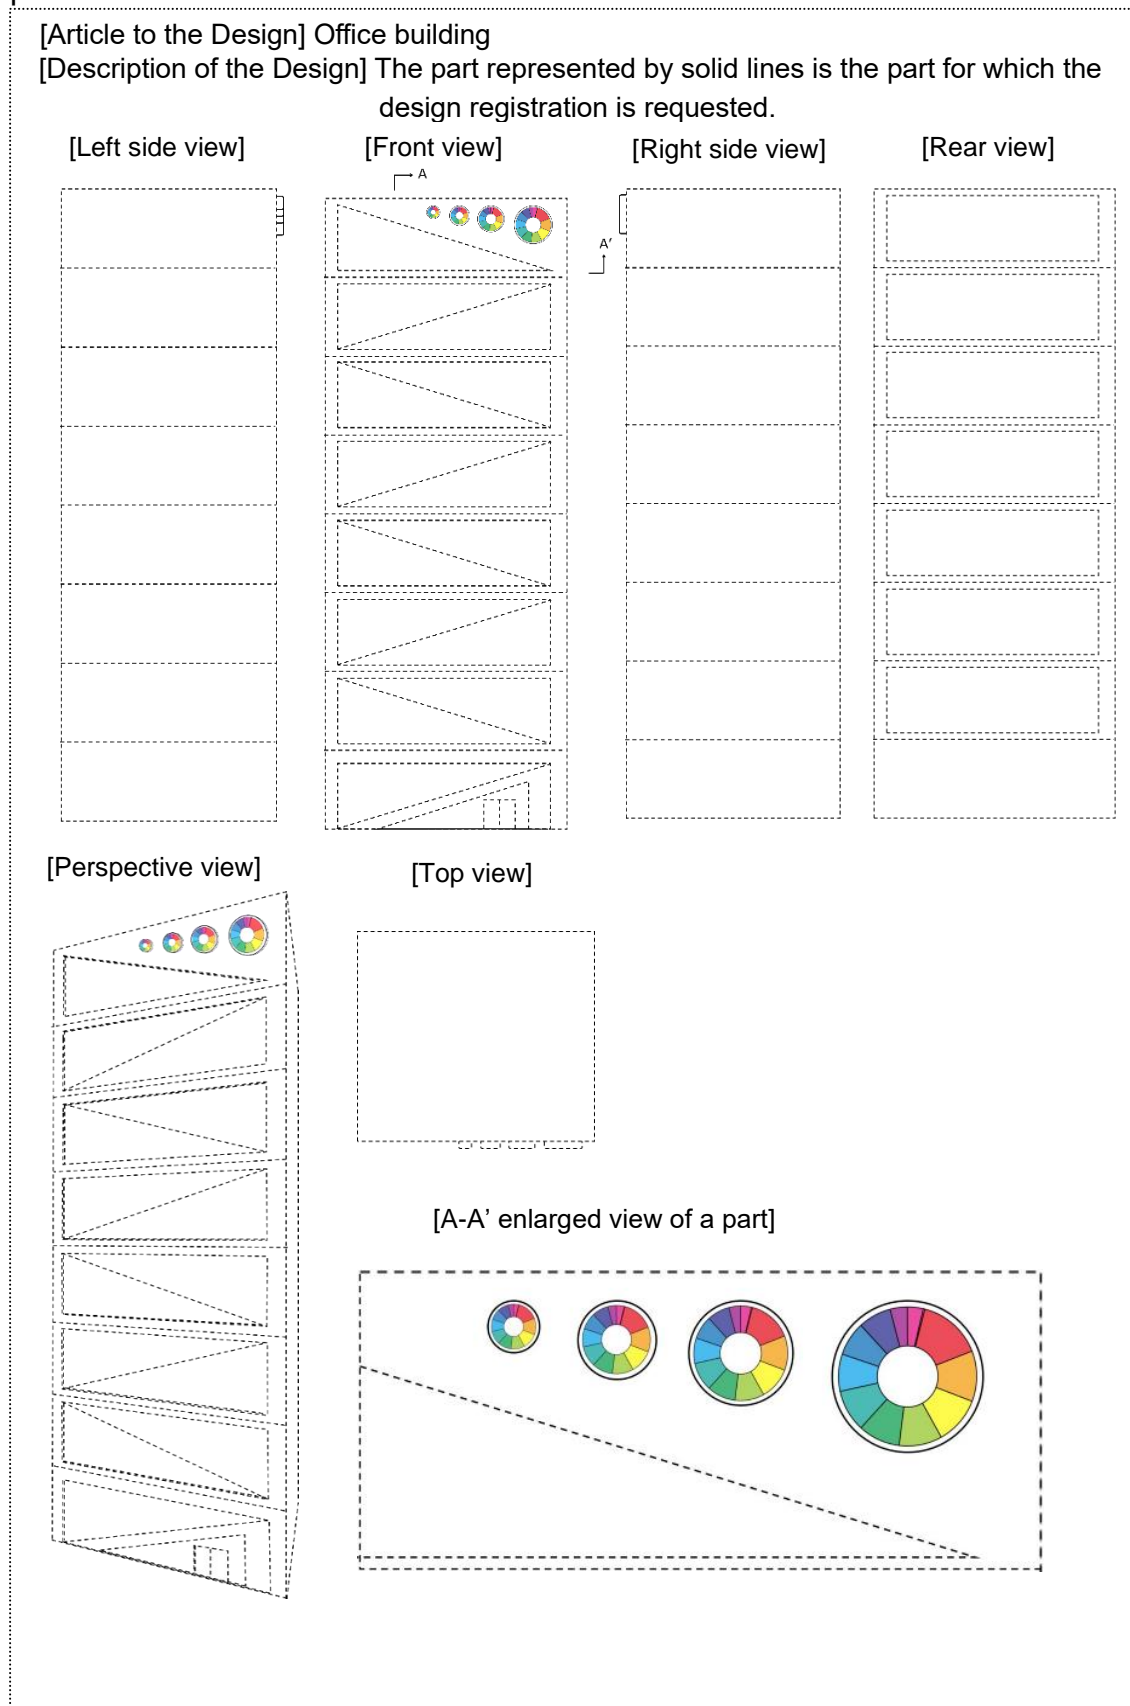 [Article to the Design] Office building
[Description of the Design] The part represented by solid lines is the part for which the
design registration is requested.
[Left side view]
[Front view]
[Right side view]
[Rear view]
A
A′
[Perspective view]
[Top view]
[A-A’ enlarged view of a part]